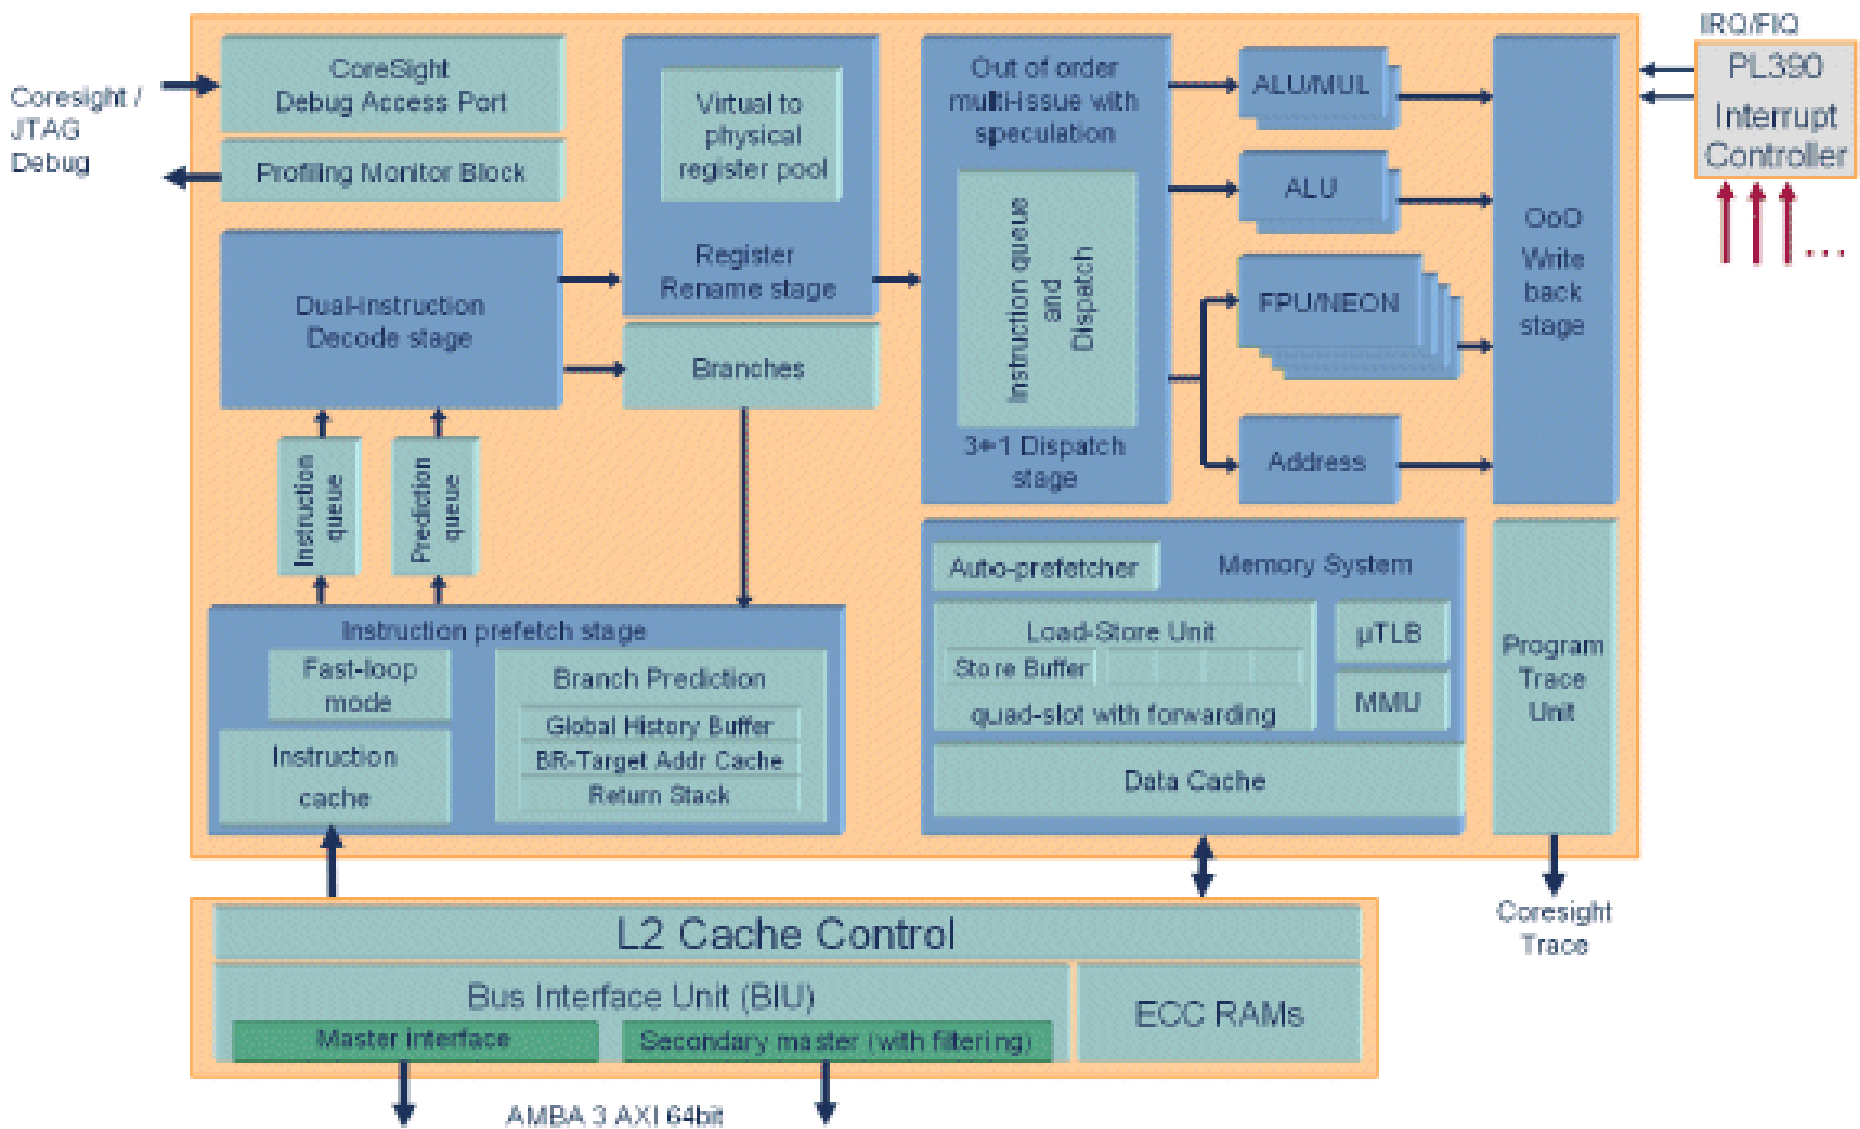 IRQ/FIQ
PL390
Interrupt
Controller
Coresight /
JTAG
Debug
CoreSight
Debug Access Port
Profiling Monitor Block
Virtual to
physical
register pool
Register
Rename stage
Out of order
multi-issue with
speculation
Instruction queue
and
Dispatch
3+1 Dispatch
stage
ALU/MUL
ALU
FPU/NEON
Address
OoO
Write
back
stage
Dual-instruction
Decode stage
Branches
Instruction
queue
Prediction
queue
Instruction prefetch stage
Fast-loop
mode
Instruction
cache
Branch Prediction
Global History Buffer
BR-Target Addr Cache
Return Stack
Auto-prefetcher
Memory System
Load-Store Unit
Store Buffer
quad-slot with forwarding
µTLB
MMU
Data Cache
Program
Trace
Unit
Coresight
Trace
L2 Cache Control
Bus Interface Unit (BIU)
Master interface
Secondary master (with filtering)
ECC RAMs
AMBA 3 AXI 64bit